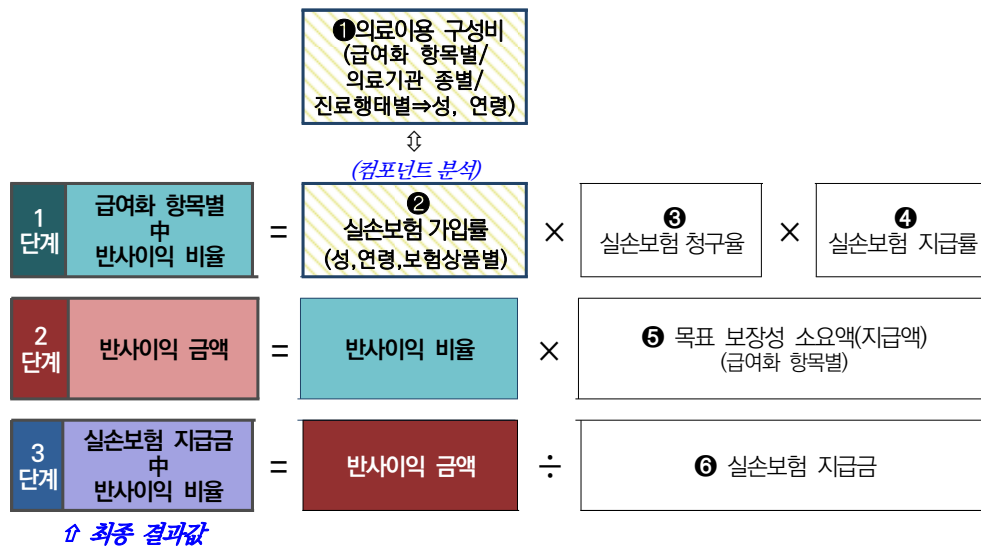 ❶의료이용 구성비
(급여화 항목별/
의료기관 종별/
진료행태별⇒성, 연령)
⇳
(컴포넌트 분석)
1
단계
급여화 항목별
中
반사이익 비율
=
❷
실손보험 가입률
(성,연령,보험상품별)
×
❸
실손보험 청구율
×
❹
실손보험 지급률
2
단계
반사이익 금액
=
반사이익 비율
×
❺ 목표 보장성 소요액(지급액)
(급여화 항목별)
3
단계
실손보험 지급금
中
반사이익 비율
=
반사이익 금액
÷
❻ 실손보험 지급금
⇧ 최종 결과값